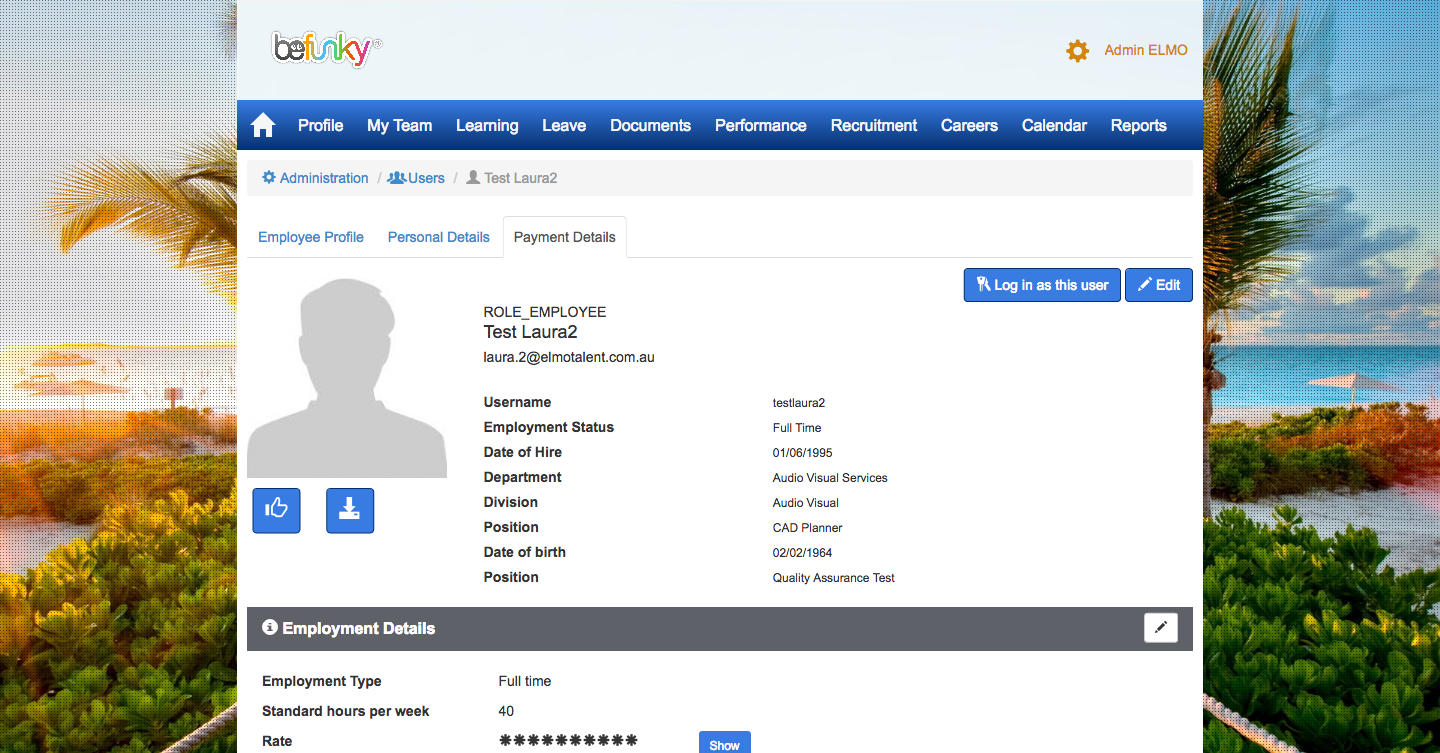 befunky®
Admin ELMO
Profile My Team Learning Leave Documents Performance Recruitment Careers Calendar Reports
Administration / Users / Test Laura2
Employee Profile Personal Details Payment Details
Log in as this user Edit
ROLE_EMPLOYEE
Test Laura2
laura.2@elmotalent.com.au
Username testlaura2
Employment Status Full Time
Date of Hire 01/06/1995
Department Audio Visual Services
Division Audio Visual
Position CAD Planner
Date of birth 02/02/1964
Position Quality Assurance Test
Employment Details
Employment Type Full time
Standard hours per week 40
Rate ********** Show